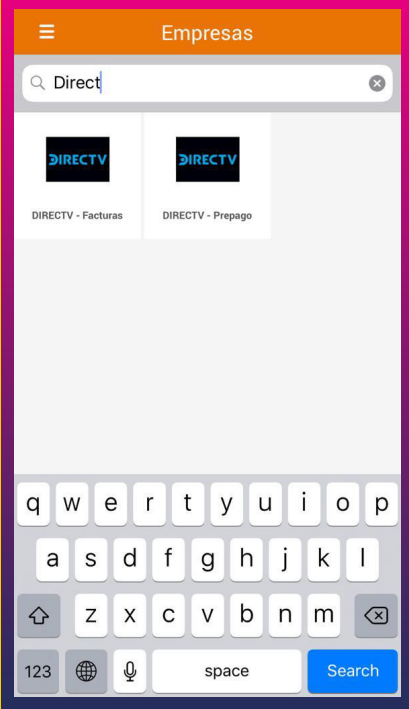 Empresas
Direct
DIRECTV DIRECTV
DIRECTV - Facturas DIRECTV - Prepago
q w e r t y u i o p
a s d f g h j k l
z x c v b n m
123 space Search